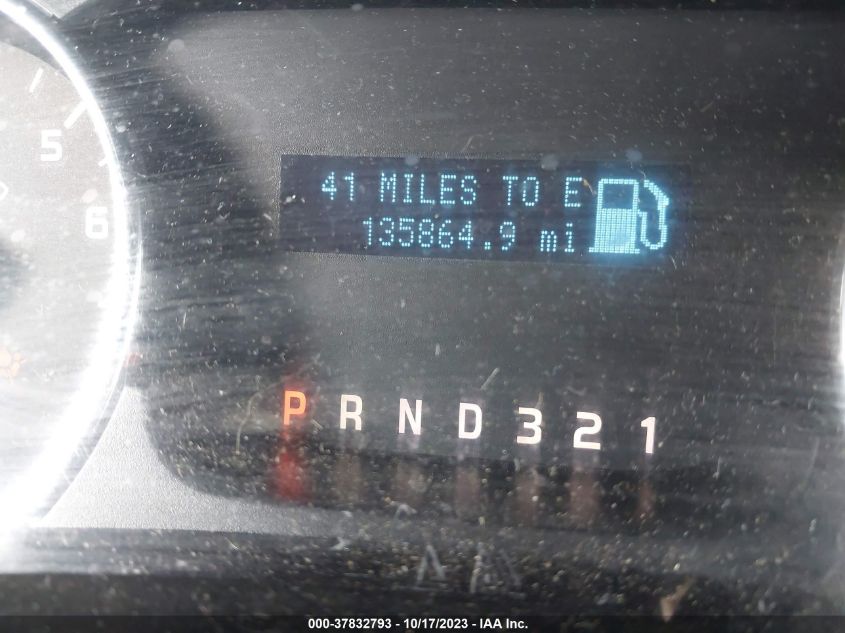 5
6
41 MILES TO E
135864.9 mi
P R N D 3 2 1
000-37832793 - 10/17/2023 - IAA Inc.